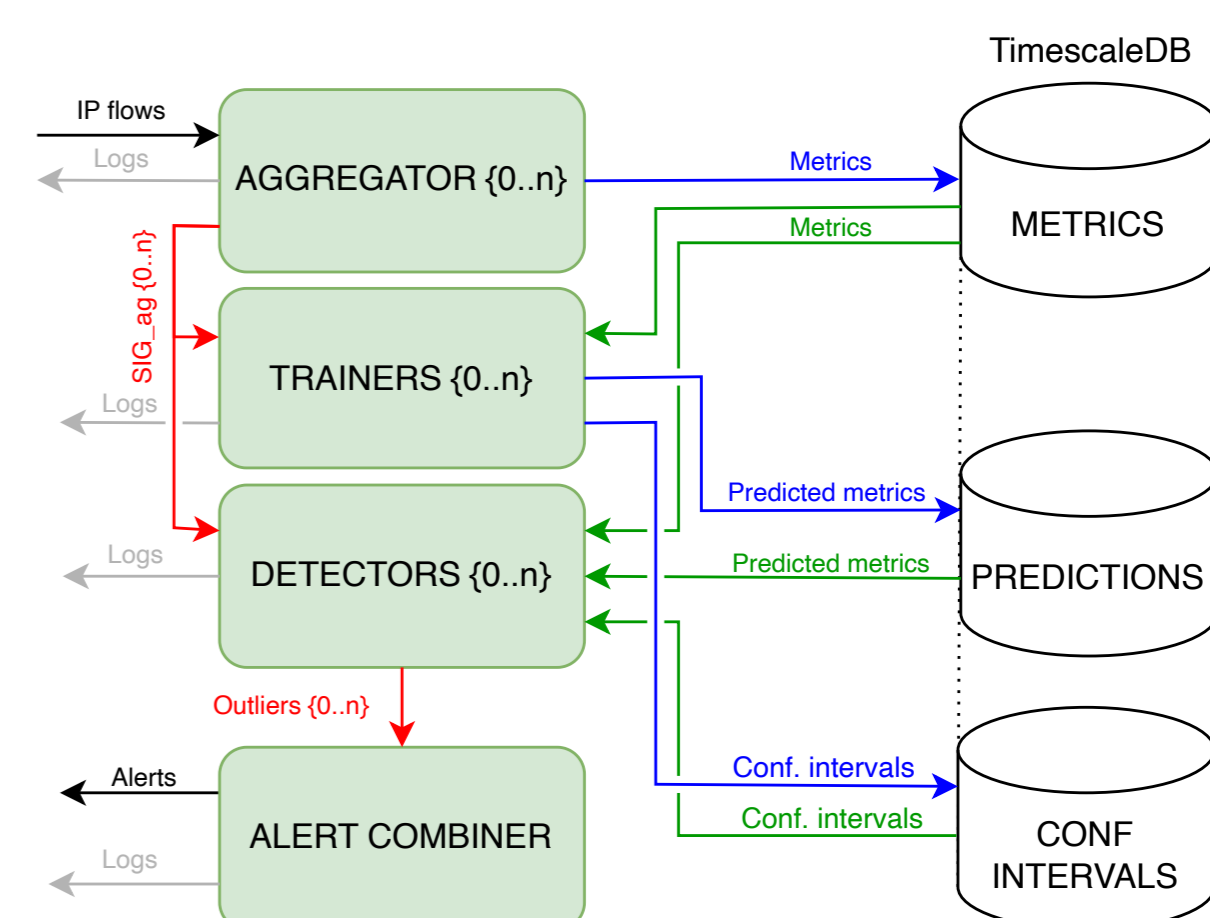 TimescaleDB
IP flows
Logs
AGGREGATOR {0..n}
Metrics
Metrics
METRICS
SIG_ag {0..n}
TRAINERS {0..n}
Logs
Predicted metrics
Predicted metrics
PREDICTIONS
Logs
DETECTORS {0..n}
Outliers {0..n}
Conf. intervals
Conf. intervals
Alerts
ALERT COMBINER
Logs
CONF
INTERVALS